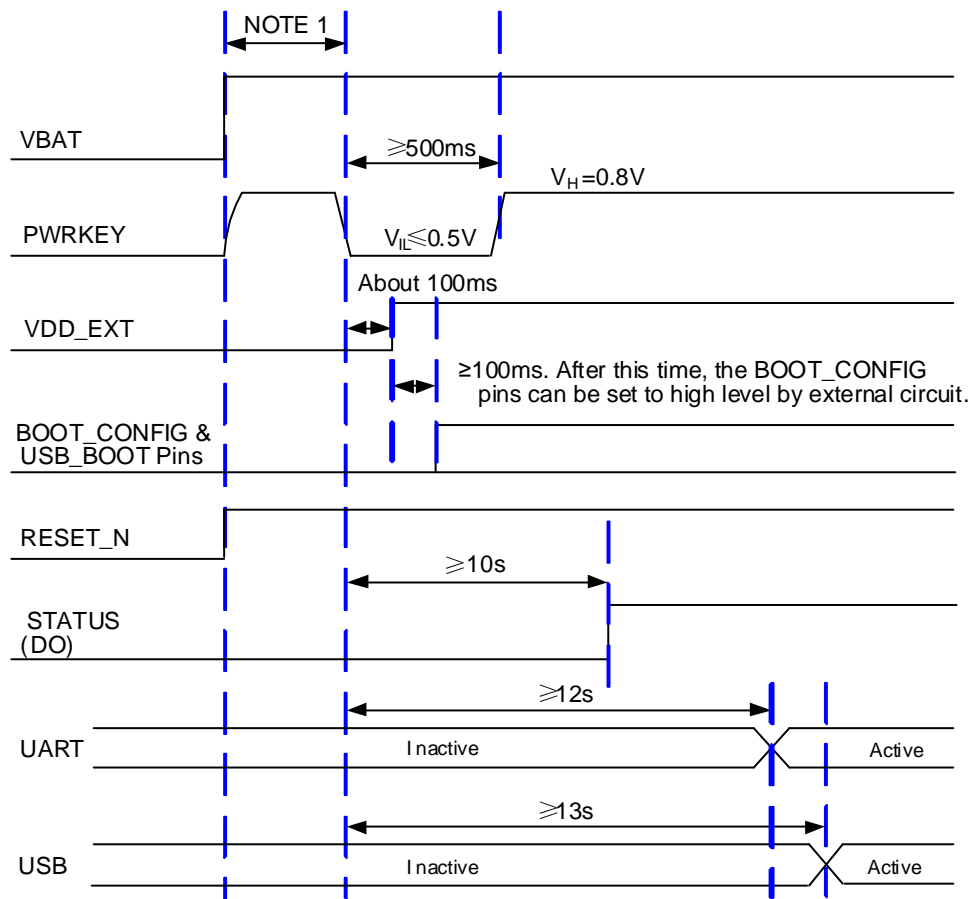 NOTE 1
VBAT
≥500ms
VH=0.8V
PWRKEY
VIL≤0.5V
About 100ms
VDD_EXT
≥100ms. After this time, the BOOT_CONFIG
pins can be set to high level by external circuit.
BOOT_CONFIG &
USB_BOOT Pins
RESET_N
≥10s
STATUS
(DO)
≥12s
UART
Inactive
Active
≥13s
USB
Inactive
Active